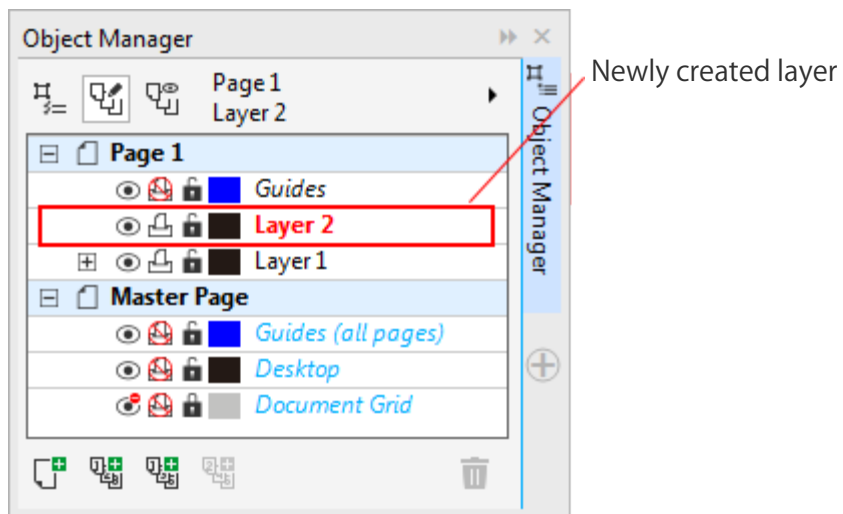 Object Manager
Newly created layer
Page 1
Layer 2
Object Manager
Page 1
Guides
Layer 2
Layer 1
Master Page
Guides (all pages)
Desktop
Document Grid